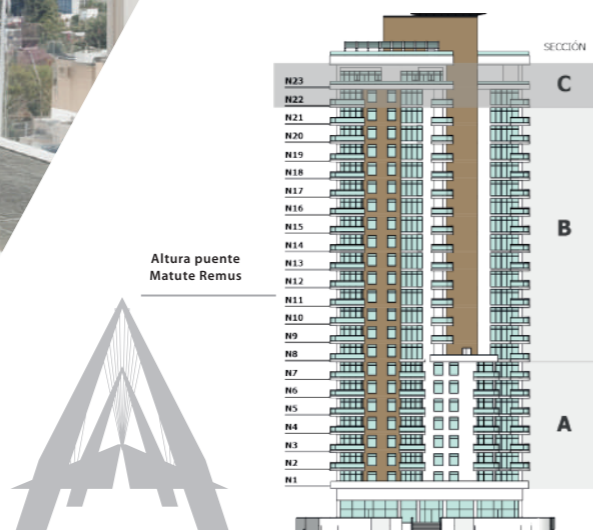 SECCIÓN
N23
C
N22
N21
N20
N19
N18
N17
N16
N15
B
N14
N13
N12
N11
N10
N9
N8
N7
N6
N5
N4
A
N3
N2
N1
Altura puente
Matute Remus